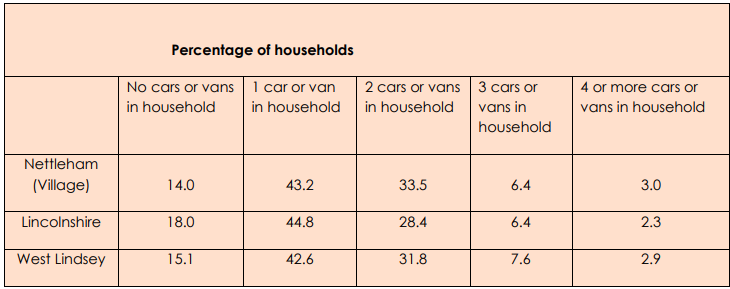 Percentage of households
No cars or vans 1 car or van 2 cars or vans 3 cars or 4 or more cars or
in household in household in household vans in vans in household
household
Nettleham
(Village) 14.0 43.2 33.5 6.4 3.0
Lincolnshire 18.0 44.8 28.4 6.4 2.3
West Lindsey 15.1 42.6 31.8 7.6 2.9